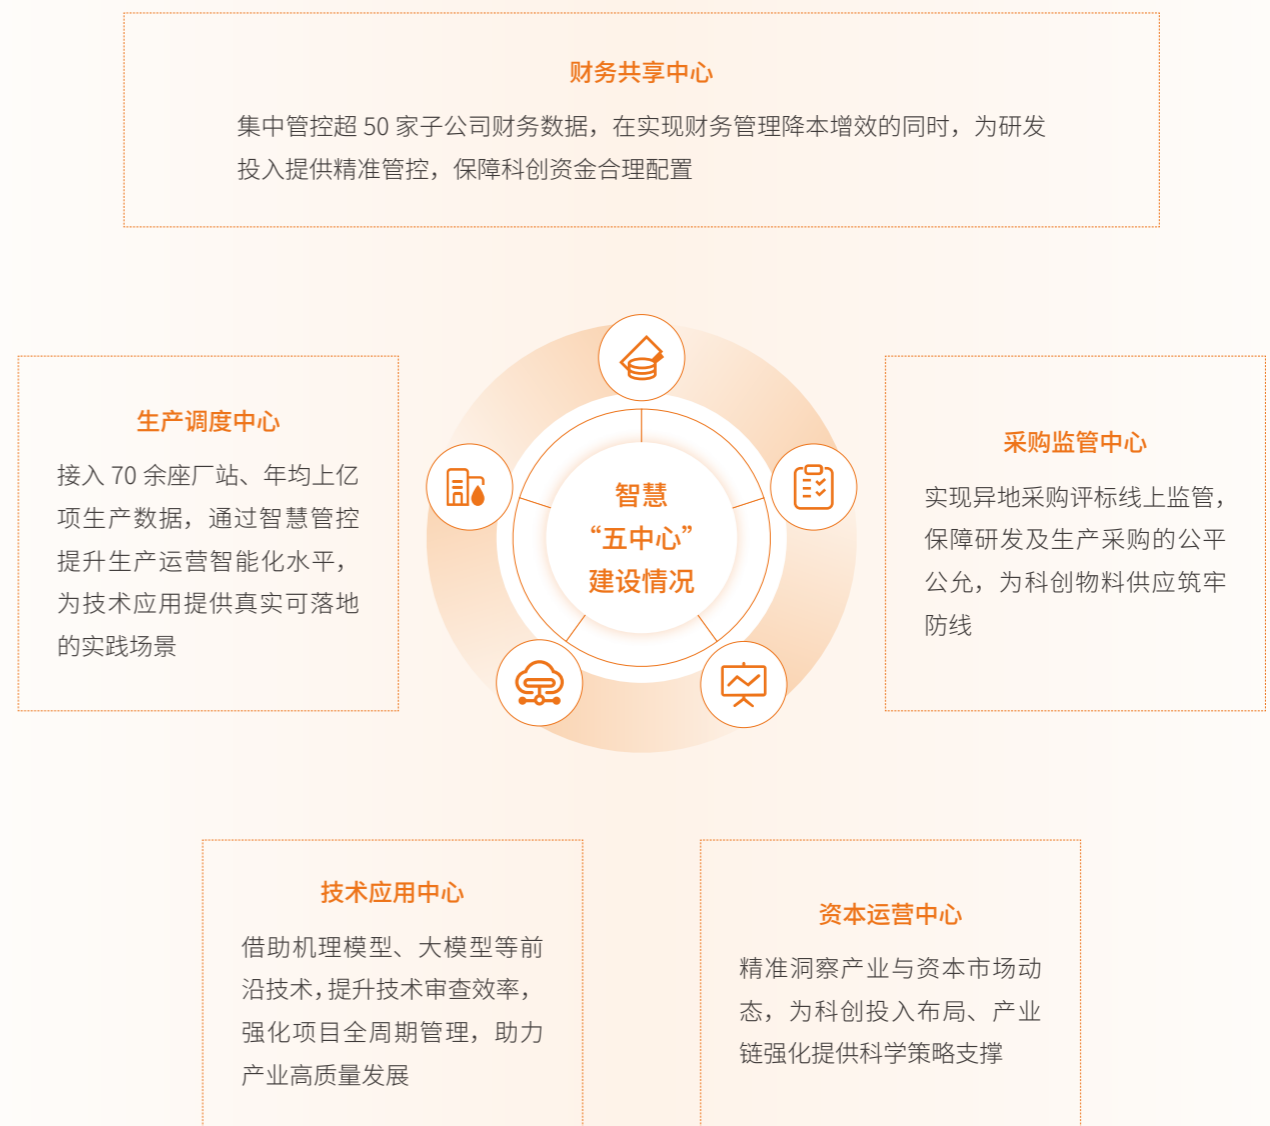 财务共享中心
集中管控超 50 家子公司财务数据，在实现财务管理降本增效的同时，为研发
投入提供精准管控，保障科创资金合理配置
生产调度中心
接入 70 余座厂站、年均上亿
项生产数据，通过智慧管控
提升生产运营智能化水平，
为技术应用提供真实可落地
的实践场景
智慧
“五中心”
建设情况
采购监管中心
实现异地采购评标线上监管，
保障研发及生产采购的公平
公允，为科创物料供应筑牢
防线
技术应用中心
借助机理模型、大模型等前
沿技术，提升技术审查效率，
强化项目全周期管理，助力
产业高质量发展
资本运营中心
精准洞察产业与资本市场动
态，为科创投入布局、产业
链强化提供科学策略支撑